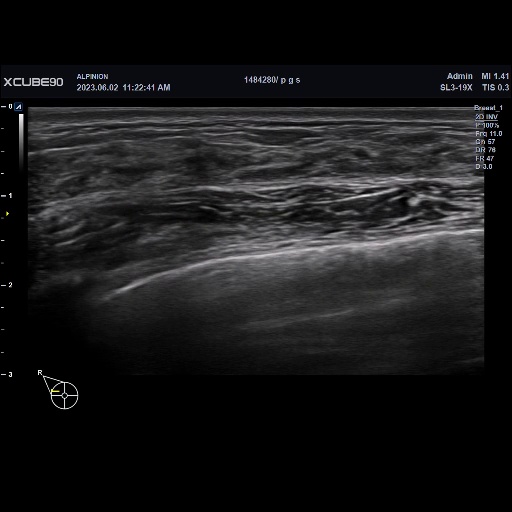 XCUBE90
ALPINION
2023.06.02 11:22:41 AM
1484280/ p g s
Admin MI 1.41
SL3-19X TIS 0.3
Breast_1
2D INV
P 100%
Frq 11.0
Gn 57
DR 76
FR 47
D 3.0
0
1
2
3
R